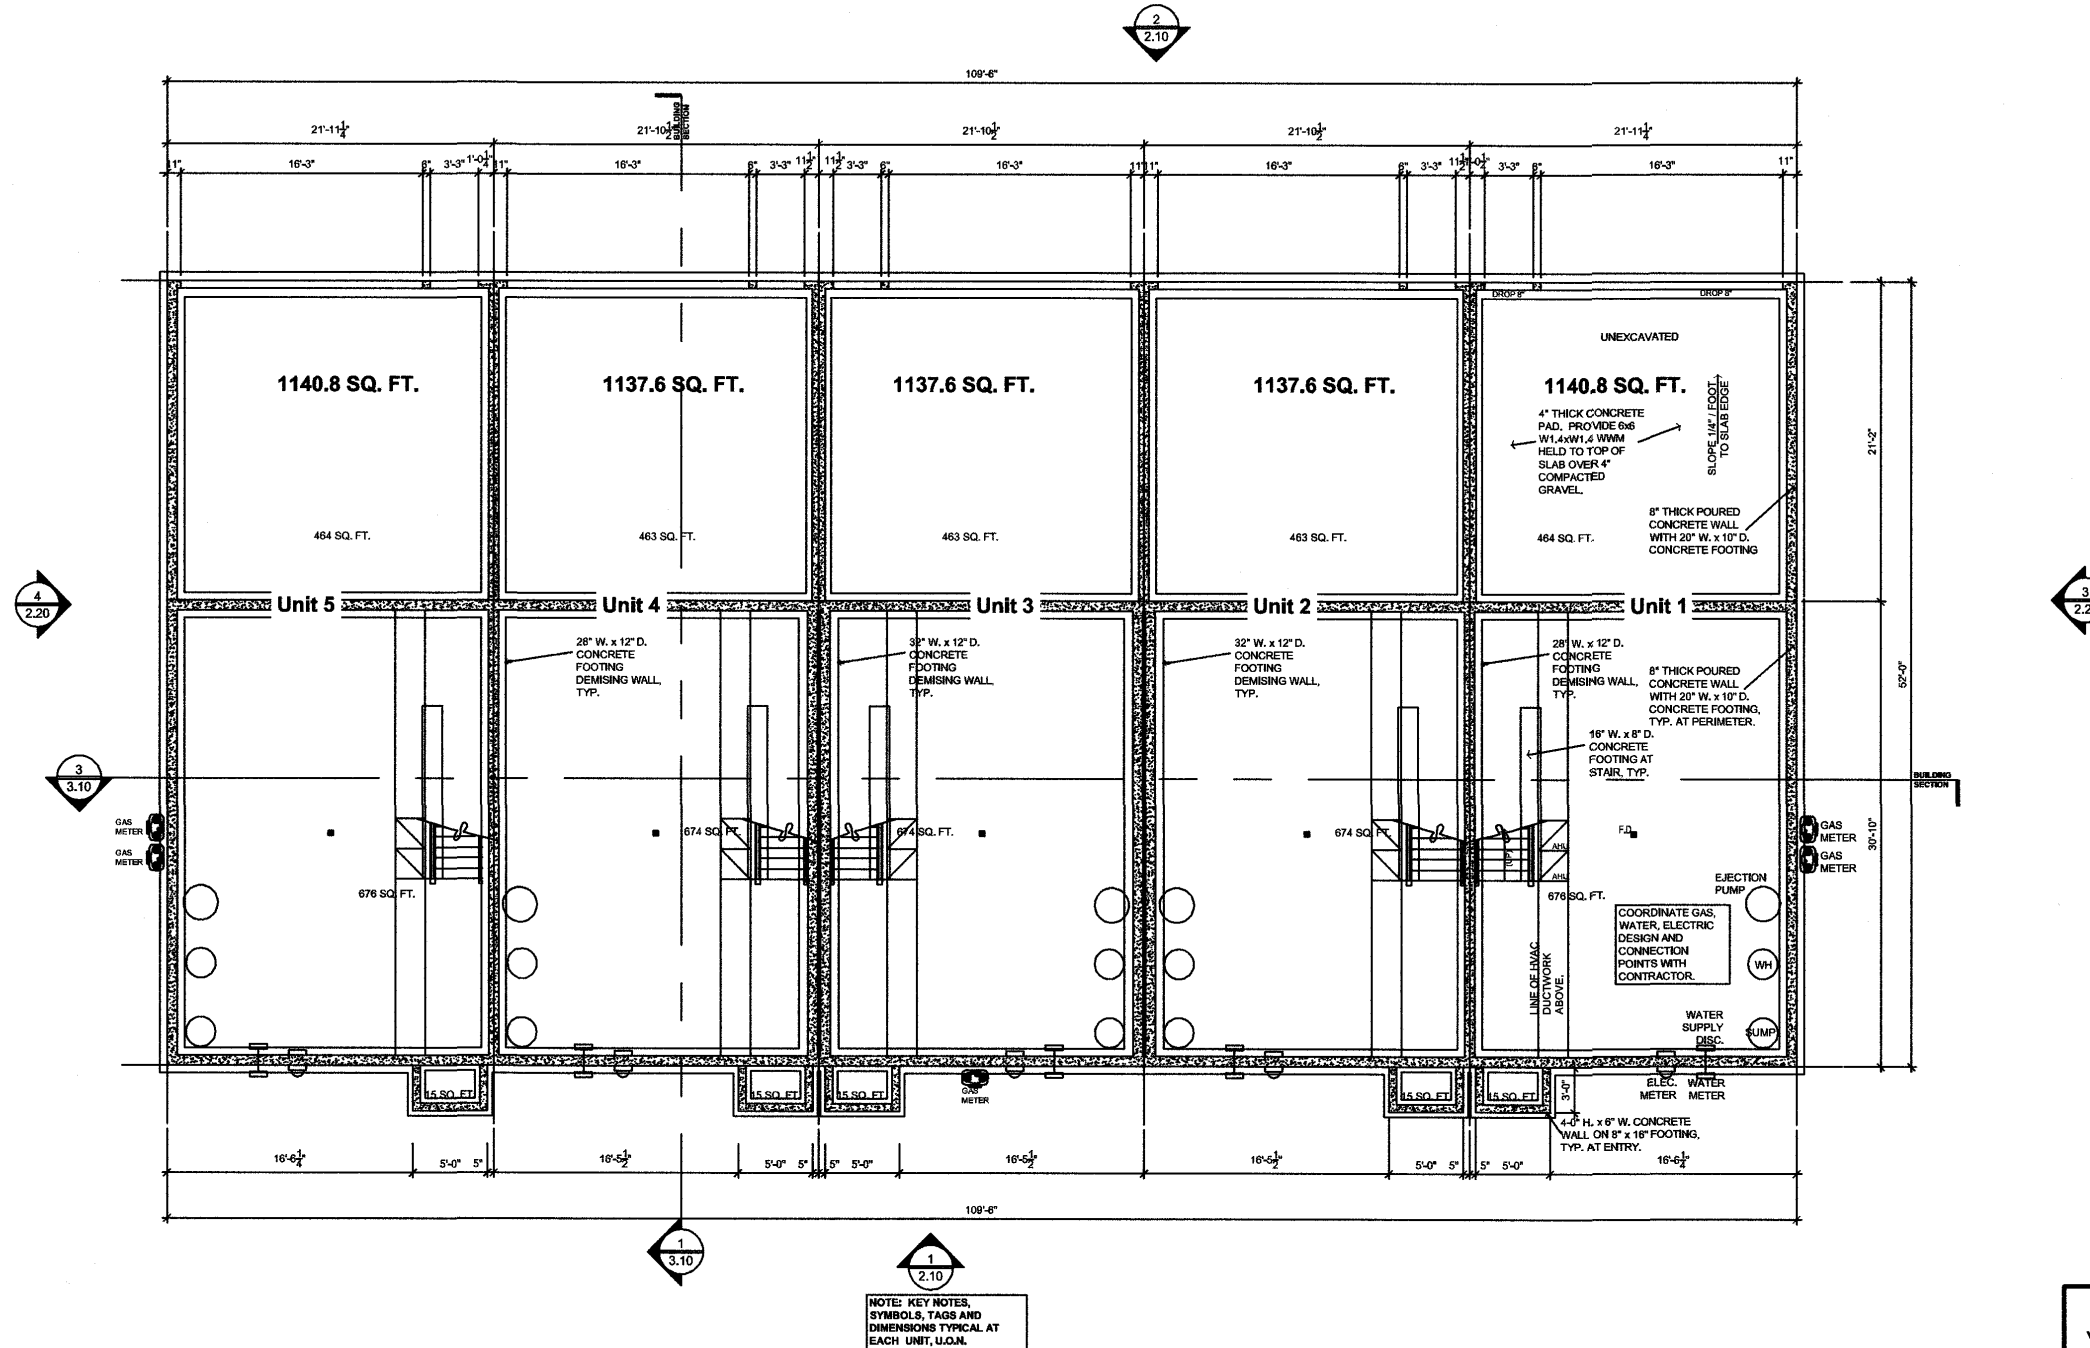 2
2.10
109'-6"
21'-11 1/4"
21'-10 1/2"
21'-10 1/2"
21'-10 1/2"
21'-11 1/4"
BUILDING
SECTION
11"
16'-3"
6"
3'-3"
1'-0 1/4"
11"
16'-3"
6"
3'-3"
11 1/2"
11 1/2"
3'-3"
6"
16'-3"
11"
11"
16'-3"
6"
3'-3"
11 1/2"
3'-3"
6"
16'-3"
11"
DROP 8"
DROP 8"
UNEXCAVATED
1140.8 SQ. FT.
1137.6 SQ. FT.
1137.6 SQ. FT.
1137.6 SQ. FT.
1140.8 SQ. FT.
4" THICK CONCRETE
PAD. PROVIDE 6x6
W1.4xW1.4 WWM
HELD TO TOP OF
SLAB OVER 4"
COMPACTED
GRAVEL.
SLOPE 1/4" / FOOT
TO SLAB EDGE
21'-2"
8" THICK POURED
CONCRETE WALL
WITH 20" W. x 10" D.
CONCRETE FOOTING
464 SQ. FT.
463 SQ. FT.
463 SQ. FT.
463 SQ. FT.
464 SQ. FT.
4
2.20
Unit 5
Unit 4
Unit 3
Unit 2
Unit 1
3
28" W. x 12" D.
CONCRETE
FOOTING
DEMISING WALL,
TYP.
32" W. x 12" D.
CONCRETE
FOOTING
DEMISING WALL,
TYP.
32" W. x 12" D.
CONCRETE
FOOTING
DEMISING WALL,
TYP.
28" W. x 12" D.
CONCRETE
FOOTING
DEMISING WALL,
TYP.
8" THICK POURED
CONCRETE WALL
WITH 20" W. x 10" D.
CONCRETE FOOTING,
TYP. AT PERIMETER.
52'-0"
16" W. x 8" D.
CONCRETE
FOOTING AT
STAIR, TYP.
3
3.10
BUILDING
SECTION
GAS
METER
GAS
METER
674 SQ. FT.
674 SQ. FT.
674 SQ. FT.
F.D.
(UP)
AHU
AHU
GAS
METER
GAS
METER
30'-10"
676 SQ. FT.
676 SQ. FT.
EJECTION
PUMP
COORDINATE GAS,
WATER, ELECTRIC
DESIGN AND
CONNECTION
POINTS WITH
CONTRACTOR.
WH
LINE OF HVAC
DUCTWORK
ABOVE.
WATER
SUPPLY
DISC.
SUMP
15 SQ. FT.
15 SQ. FT.
15 SQ. FT.
15 SQ. FT.
15 SQ. FT.
GAS
METER
3'-0"
ELEC.
METER
WATER
METER
4'-0" H. x 6" W. CONCRETE
WALL ON 8" x 16" FOOTING,
TYP. AT ENTRY.
16'-6 1/4"
5'-0"
5"
16'-5 1/2"
5'-0"
5"
5"
5'-0"
16'-5 1/2"
16'-5 1/2"
5'-0"
5"
5"
5'-0"
16'-6 1/4"
109'-6"
1
3.10
1
2.10
NOTE: KEY NOTES,
SYMBOLS, TAGS AND
DIMENSIONS TYPICAL AT
EACH UNIT, U.O.N.